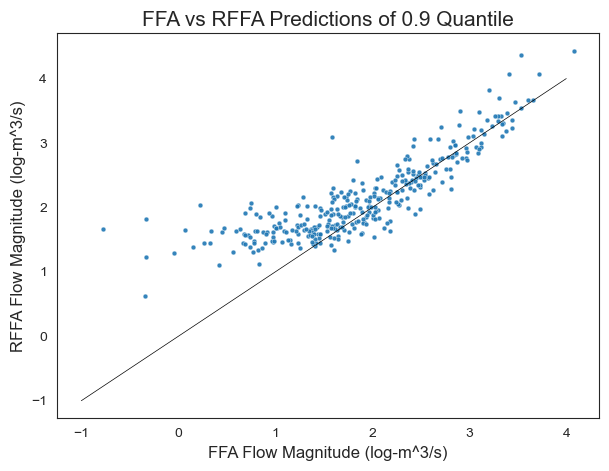 FFA vs RFFA Predictions of 0.9 Quantile
RFFA Flow Magnitude (log-m^3/s)
4
3
2
1
0
−1
−1 0 1 2 3 4
FFA Flow Magnitude (log-m^3/s)